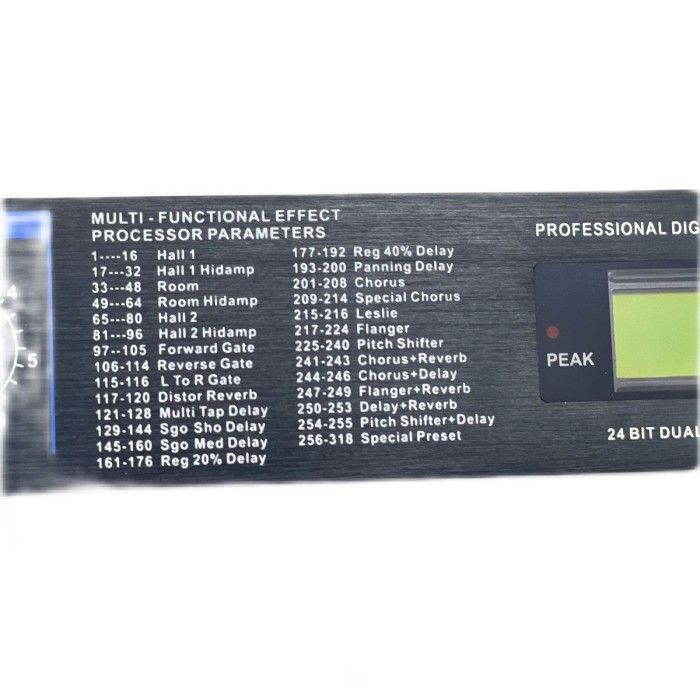 MULTI - FUNCTIONAL EFFECT
PROCESSOR PARAMETERS
1----16 Hall 1
17---32 Hall 1 Hidamp
33---48 Room
49---64 Room Hidamp
65---80 Hall 2
81---96 Hall 2 Hidamp
97--105 Forward Gate
106-114 Reverse Gate
115-116 L To R Gate
117-120 Distor Reverb
121-128 Multi Tap Delay
129-144 Sgo Sho Delay
145-160 Sgo Med Delay
161-176 Reg 20% Delay
177-192 Reg 40% Delay
193-200 Panning Delay
201-208 Chorus
209-214 Special Chorus
215-216 Leslie
217-224 Flanger
225-240 Pitch Shifter
241-243 Chorus+Reverb
244-246 Chorus+Delay
247-249 Flanger+Reverb
250-253 Delay+Reverb
254-255 Pitch Shifter+Delay
256-318 Special Preset
PROFESSIONAL DIG
PEAK
24 BIT DUAL
4
5